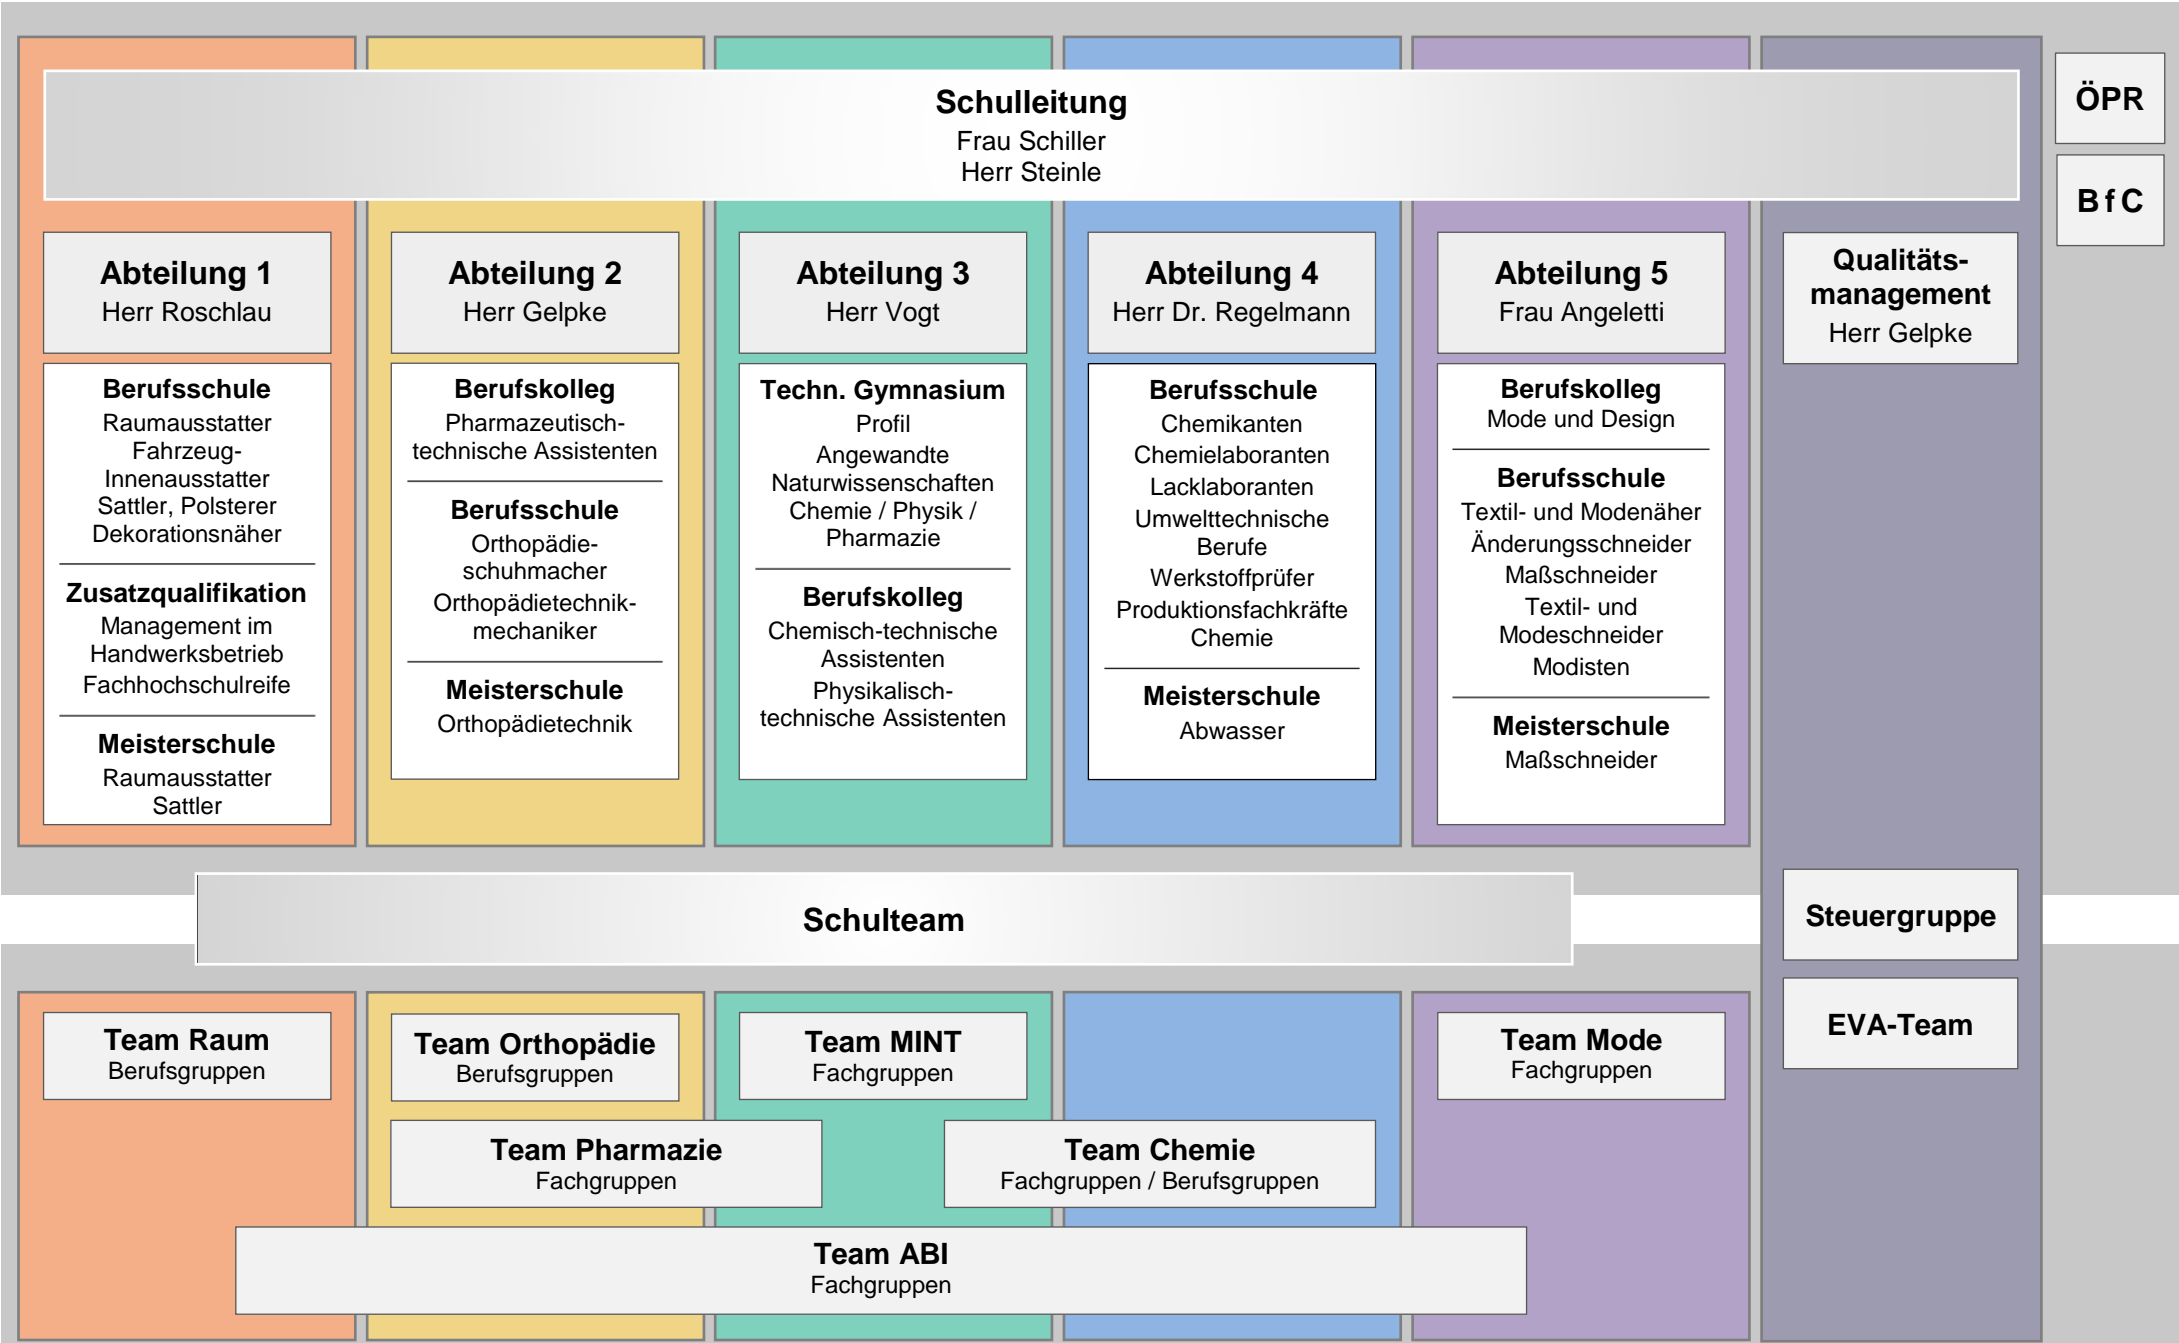 Schulleitung
Frau Schiller
Herr Steinle
ÖPR
BfC
Abteilung 1
Herr Roschlau
Berufsschule
Raumausstatter
Fahrzeug-
Innenausstatter
Sattler, Polsterer
Dekorationsnäher
Zusatzqualifikation
Management im
Handwerksbetrieb
Fachhochschulreife
Meisterschule
Raumausstatter
Sattler
Abteilung 2
Herr Gelpke
Berufskolleg
Pharmazeutisch-
technische Assistenten
Berufsschule
Orthopädie-
schuhmacher
Orthopädietechnik-
mechaniker
Meisterschule
Orthopädietechnik
Abteilung 3
Herr Vogt
Techn. Gymnasium
Profil
Angewandte
Naturwissenschaften
Chemie / Physik /
Pharmazie
Berufskolleg
Chemisch-technische
Assistenten
Physikalisch-
technische Assistenten
Abteilung 4
Herr Dr. Regelmann
Berufsschule
Chemikanten
Chemielaboranten
Lacklaboranten
Umwelttechnische
Berufe
Werkstoffprüfer
Produktionsfachkräfte
Chemie
Meisterschule
Abwasser
Abteilung 5
Frau Angeletti
Berufskolleg
Mode und Design
Berufsschule
Textil- und Modenäher
Änderungsschneider
Maßschneider
Textil- und
Modeschneider
Modisten
Meisterschule
Maßschneider
Qualitäts-
management
Herr Gelpke
Schulteam
Steuergruppe
EVA-Team
Team Raum
Berufsgruppen
Team Orthopädie
Berufsgruppen
Team MINT
Fachgruppen
Team Mode
Fachgruppen
Team Pharmazie
Fachgruppen
Team Chemie
Fachgruppen / Berufsgruppen
Team ABI
Fachgruppen